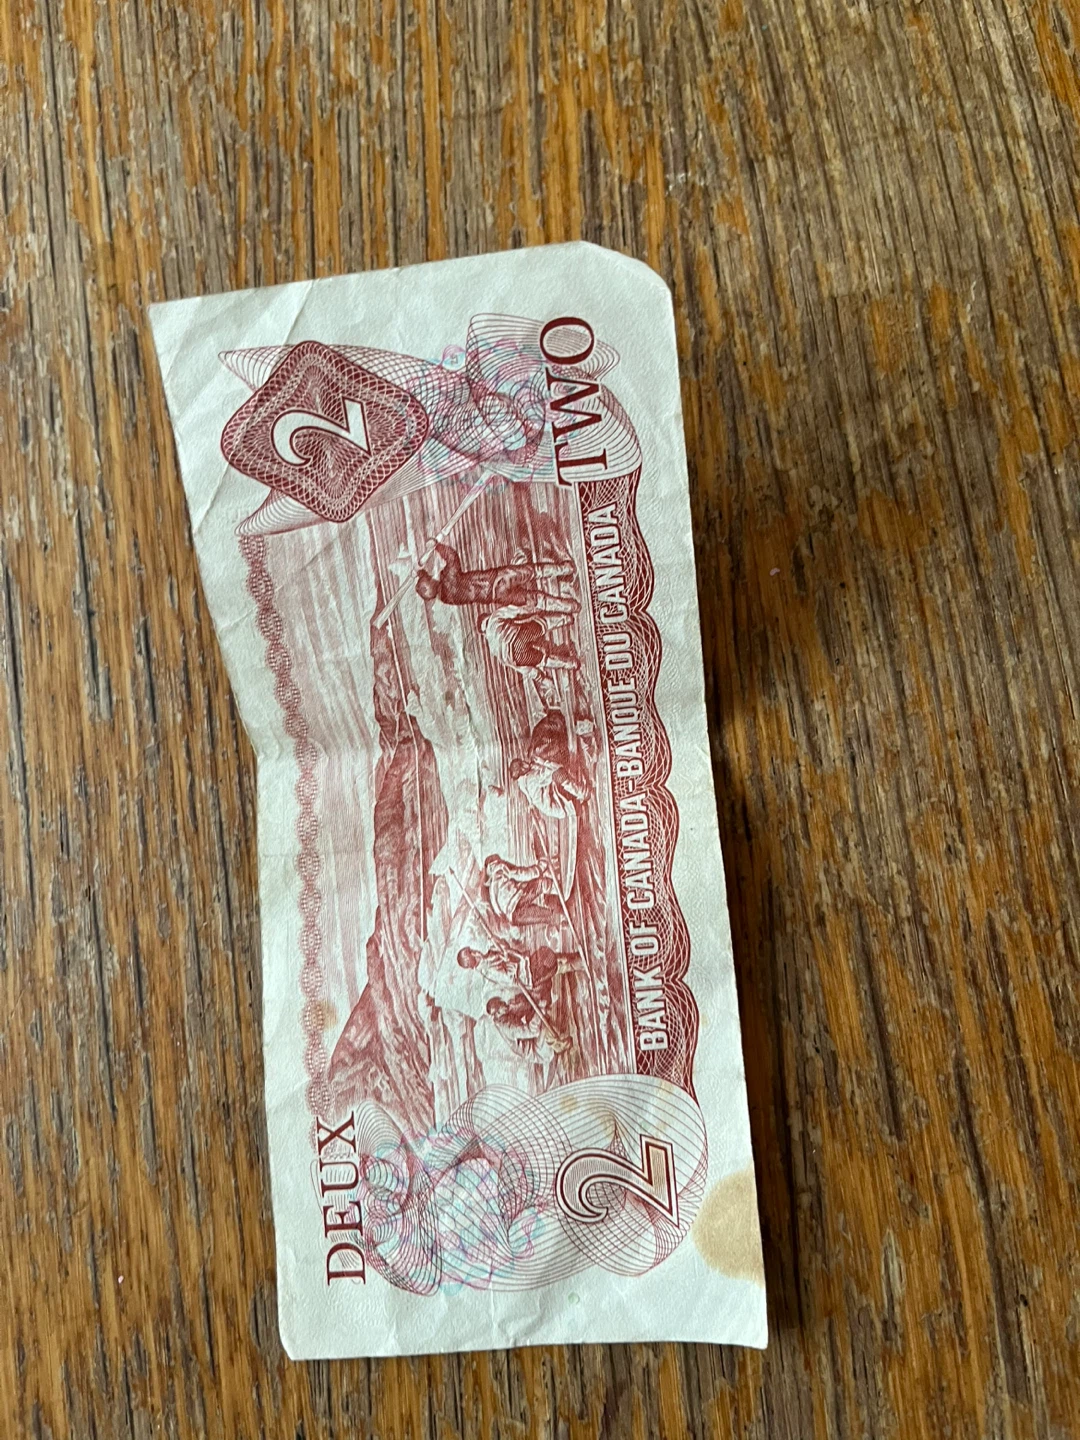 DEUX
2
TWO
2
BANK OF CANADA-BANQUE DU CANADA